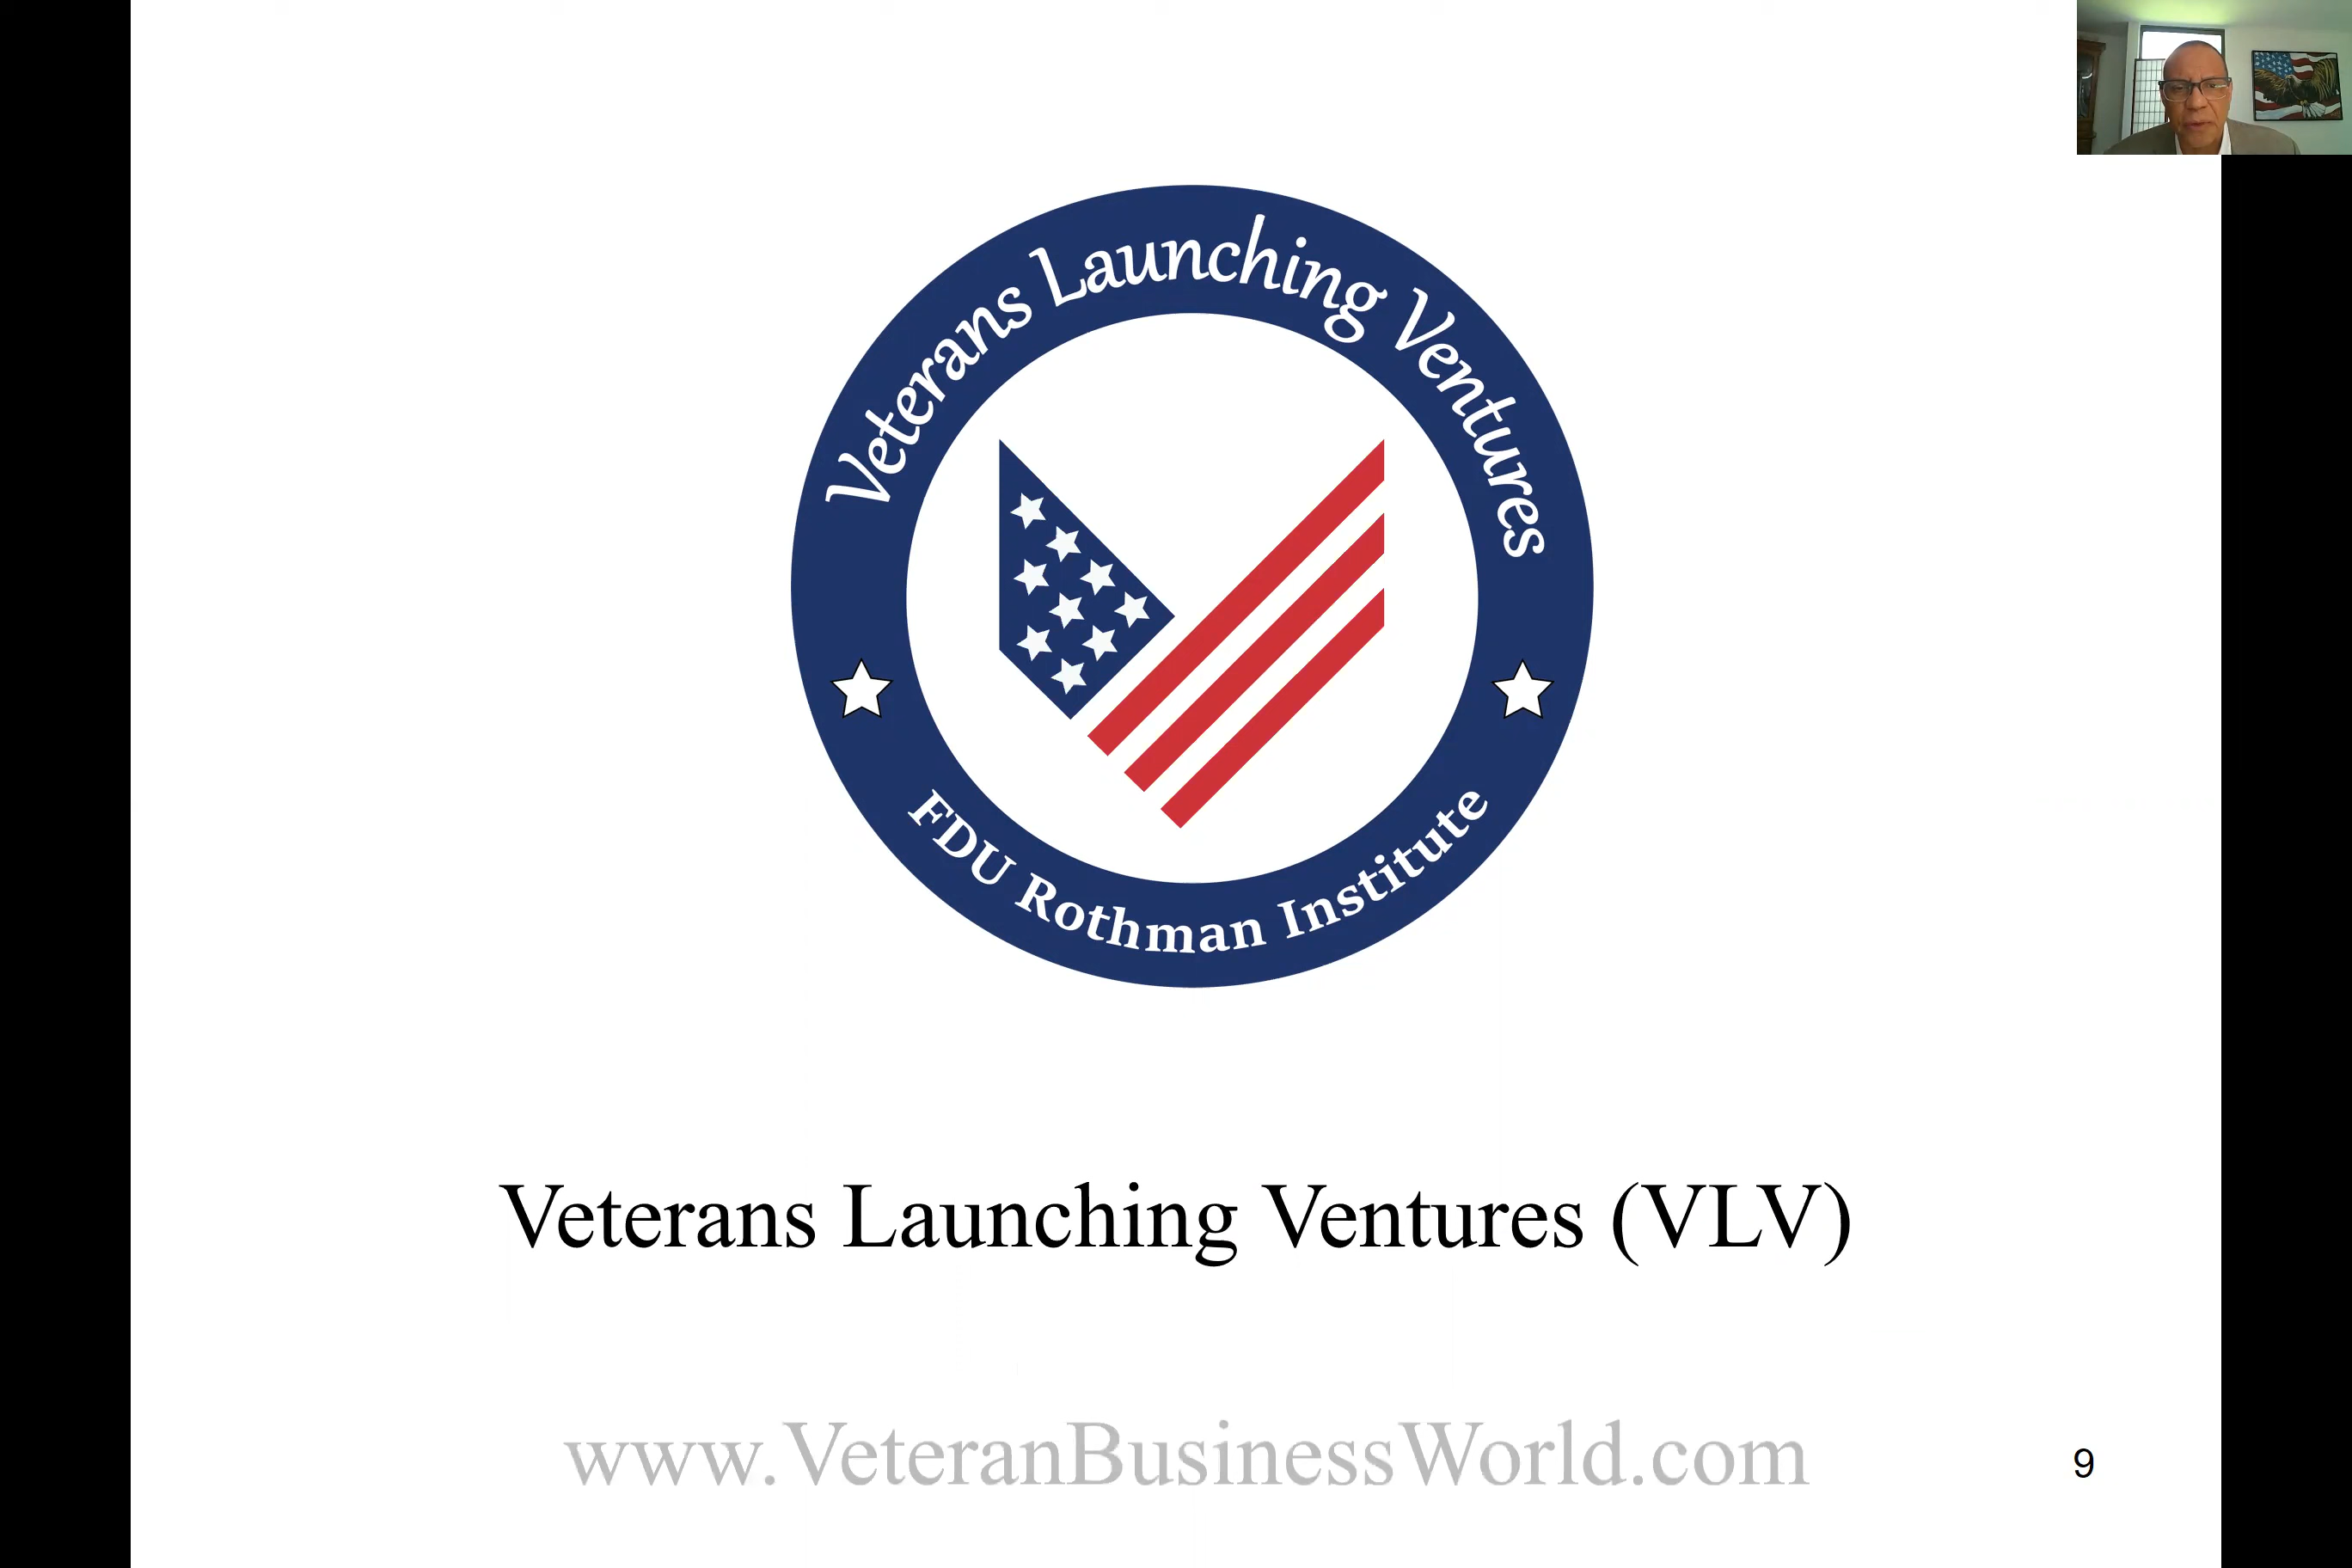 Veterans Launching Ventures
FDU Rothman Institute
Veterans Launching Ventures (VLV)
www.VeteranBusinessWorld.com
9